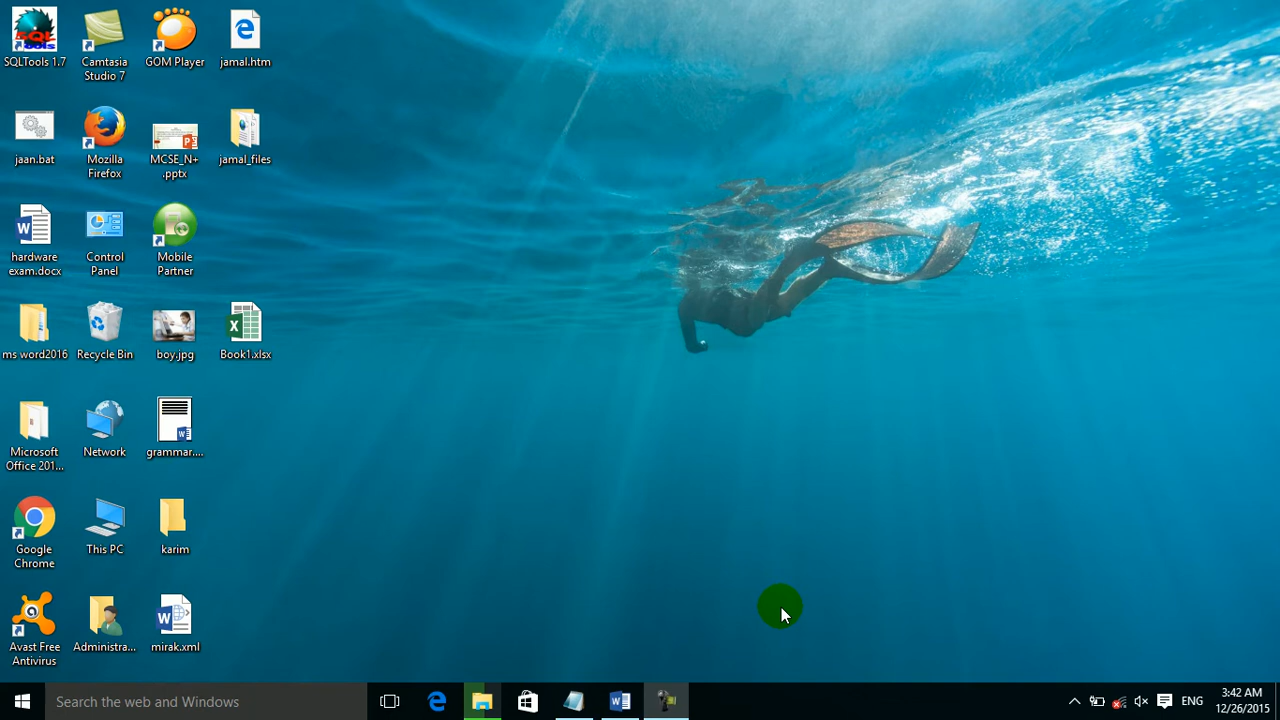 SQL
Tools
SQLTools 1.7
Camtasia
Studio 7
GOM Player
jamal.htm
jaan.bat
Mozilla
Firefox
MCSE_N+
.pptx
jamal_files
hardware
exam.docx
Control
Panel
Mobile
Partner
ms word2016
Recycle Bin
boy.jpg
Book1.xlsx
Microsoft
Office 201...
Network
grammar....
Google
Chrome
This PC
karim
Avast Free
Antivirus
Administra...
mirak.xml
Search the web and Windows
ENG
3:42 AM
12/26/2015